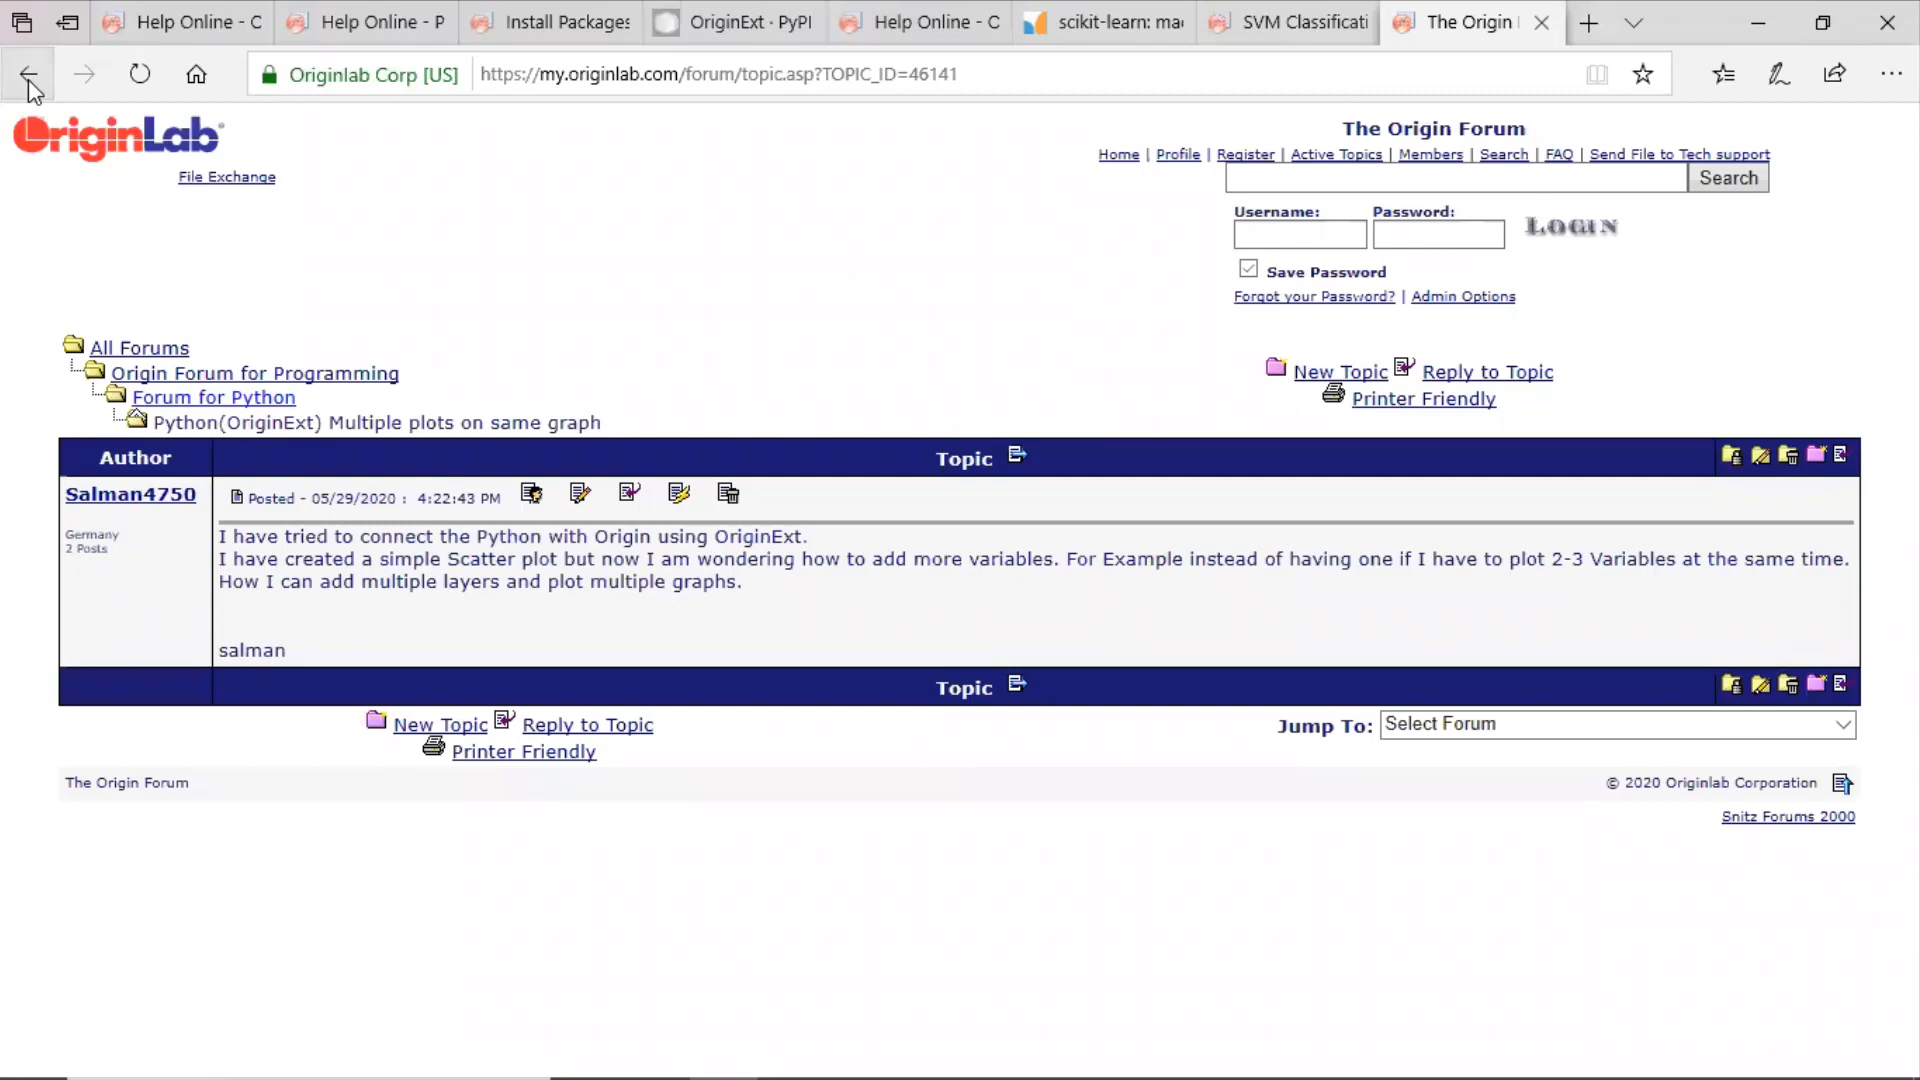 Help Online - C
Help Online - P
Install Packages
OriginExt · PyPI
Help Online - C
scikit-learn: ma
SVM Classificati
The Origin
Originlab Corp [US]
https://my.originlab.com/forum/topic.asp?TOPIC_ID=46141
OriginLab
File Exchange
The Origin Forum
Home | Profile | Register | Active Topics | Members | Search | FAQ | Send File to Tech support
Search
Username:
Password:
LOGIN
Save Password
Forgot your Password? | Admin Options
All Forums
Origin Forum for Programming
Forum for Python
Python(OriginExt) Multiple plots on same graph
New Topic
Reply to Topic
Printer Friendly
Author
Topic
Salman4750
Germany
2 Posts
Posted - 05/29/2020 : 4:22:43 PM
I have tried to connect the Python with Origin using OriginExt.
I have created a simple Scatter plot but now I am wondering how to add more variables. For Example instead of having one if I have to plot 2-3 Variables at the same time.
How I can add multiple layers and plot multiple graphs.
salman
Topic
New Topic
Reply to Topic
Printer Friendly
Jump To:
Select Forum
The Origin Forum
© 2020 Originlab Corporation
Snitz Forums 2000